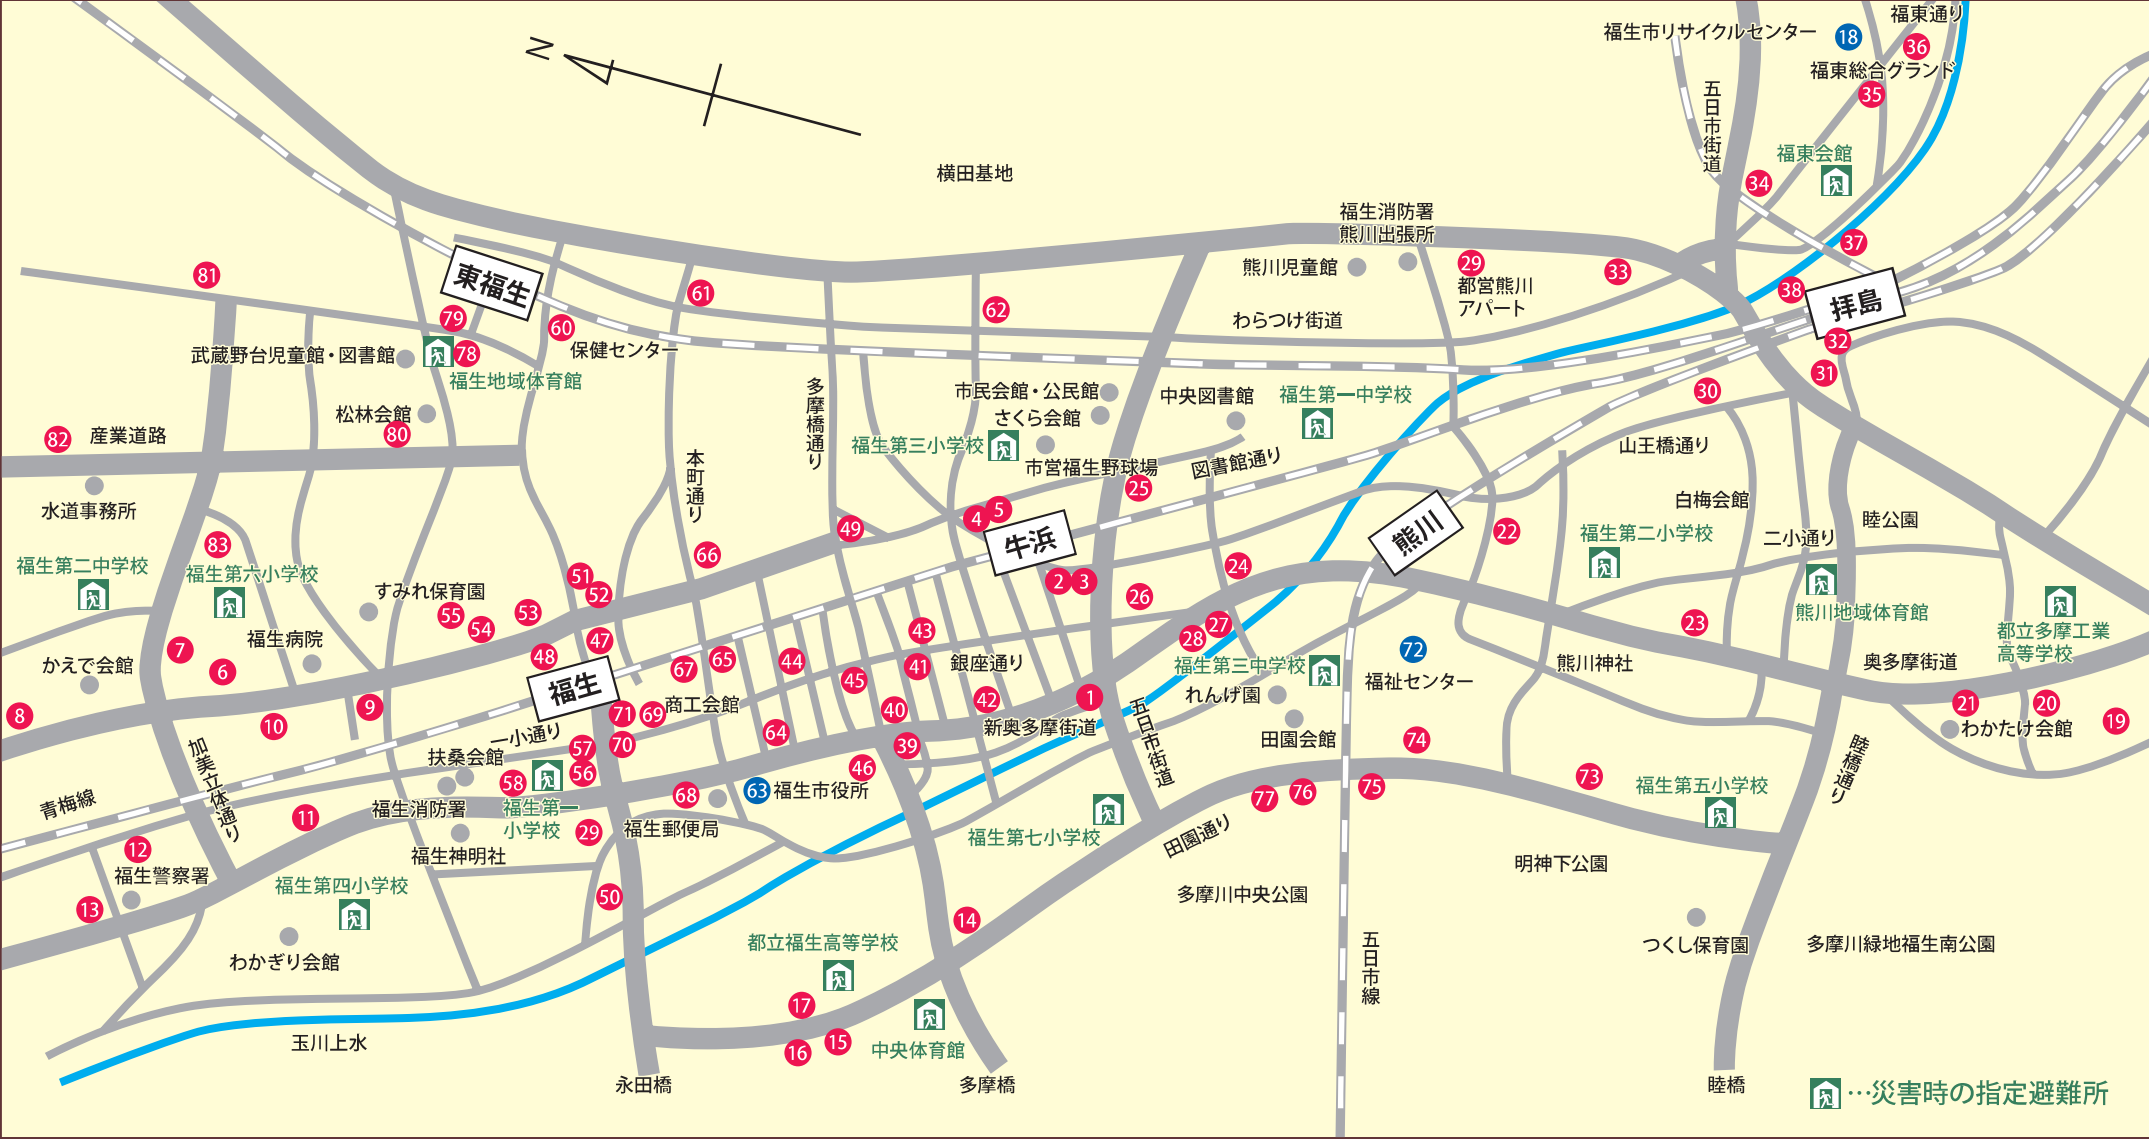 福東通り
福生市リサイクルセンター
18
36
福東総合グランド
35
N
五日市街道
福東会館
34
横田基地
福生消防署
熊川出張所
37
熊川児童館
29
33
都営熊川
アパート
38
拝島
81
東福生
61
62
わらつけ街道
79
60
保健センター
32
武蔵野台児童館・図書館
78
福生地域体育館
31
30
多摩橋通り
市民会館・公民館
中央図書館
福生第一中学校
松林会館
80
さくら会館
82
産業道路
福生第三小学校
山王橋通り
本町通り
市営福生野球場
図書館通り
25
水道事務所
白梅会館
4
5
49
睦公園
22
福生第二小学校
二小通り
83
66
牛浜
熊川
福生第二中学校
福生第六小学校
51
52
2
3
24
すみれ保育園
26
熊川地域体育館
55
54
53
27
23
福生病院
47
43
28
都立多摩工業
高等学校
7
かえで会館
6
48
67
65
44
41
銀座通り
福生第三中学校
72
福祉センター
熊川神社
奥多摩街道
福生
45
れんげ園
8
10
9
71
69
商工会館
40
42
1
21
20
19
わかたけ会館
加美立体通り
一小通り
57
70
64
39
新奥多摩街道
五日市街道
田園会館
74
睦橋通り
扶桑会館
58
56
46
青梅線
福生消防署
福生第一
小学校
68
63
福生市役所
77
76
75
73
福生第五小学校
11
29
福生郵便局
福生第七小学校
田園通り
12
福生神明社
明神下公園
福生警察署
福生第四小学校
50
多摩川中央公園
13
14
わかぎり会館
都立福生高等学校
五日市線
つくし保育園
多摩川緑地福生南公園
17
玉川上水
16
15
中央体育館
永田橋
多摩橋
睦橋
…災害時の指定避難所